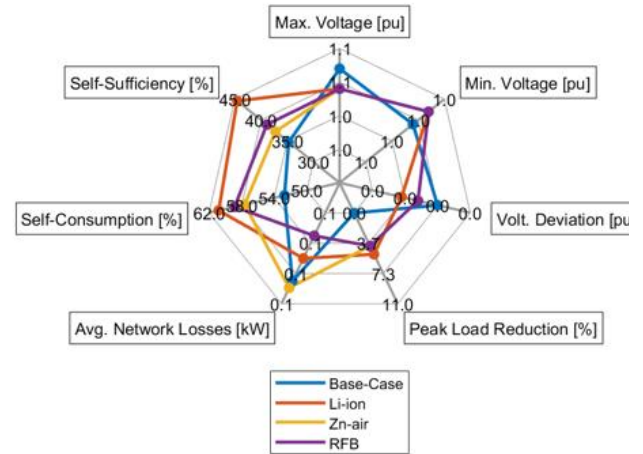 Max. Voltage [pu]
1.1
Self-Sufficiency [%]
1.1
Min. Voltage [pu]
45.0
1.0
40.0
1.0
1.0
35.0
1.0
1.0
30.0
1.0
Self-Consumption [%]
62.0
58.0
54.0
50.0
0.0
0.0
0.0
0.0
Volt. Deviation [pu
0.1
0.1
3.7
0.1
7.3
0.1
11.0
Avg. Network Losses [kW]
Peak Load Reduction [%]
Base-Case
Li-ion
Zn-air
RFB